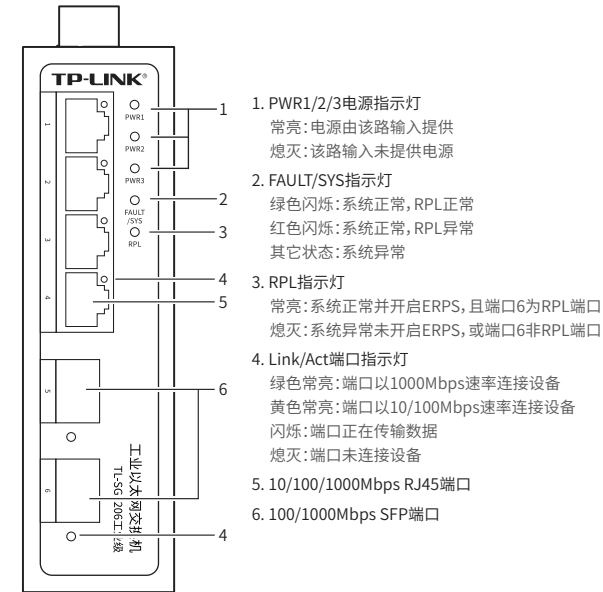 TP-LINK®
1
PWR1
PWR2
2
PWR3
FAULT
/SYS
3
RPL
4
5
6
工业以太网交换机
TL-SG 206工业级
1
2
3
4
5
6
4
1. PWR1/2/3电源指示灯
常亮:电源由该路输入提供
熄灭:该路输入未提供电源
2. FAULT/SYS指示灯
绿色闪烁:系统正常,RPL正常
红色闪烁:系统正常,RPL异常
其它状态:系统异常
3. RPL指示灯
常亮:系统正常并开启ERPS,且端口6为RPL端口
熄灭:系统异常未开启ERPS,或端口6非RPL端口
4. Link/Act端口指示灯
绿色常亮:端口以1000Mbps速率连接设备
黄色常亮:端口以10/100Mbps速率连接设备
闪烁:端口正在传输数据
熄灭:端口未连接设备
5. 10/100/1000Mbps RJ45端口
6. 100/1000Mbps SFP端口